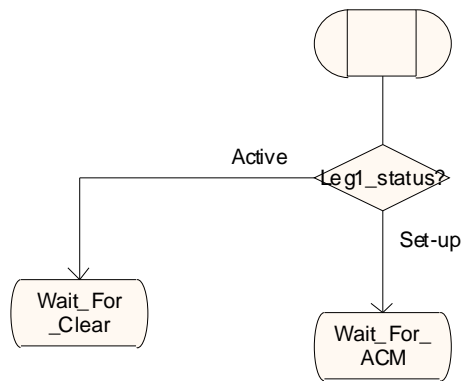 Active
Leg1_status?
Set-up
Wait_For
_Clear
Wait_For_
ACM